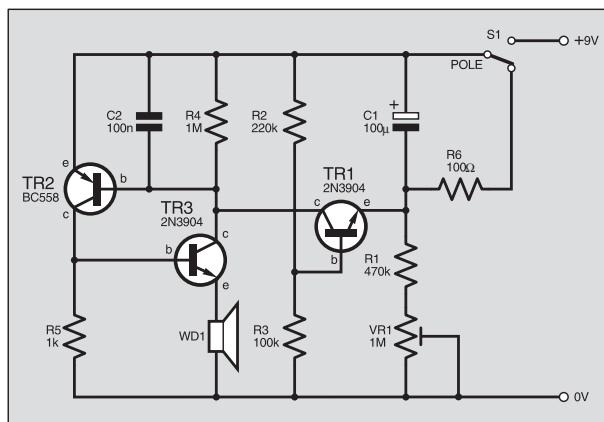 S1
+9V
POLE
C2
100n
R4
1M
R2
220k
C1
100µ
+
R6
100Ω
e
TR2
BC558
b
c
TR3
2N3904
TR1
2N3904
c
e
b
b
c
e
R1
470k
R5
1k
WD1
R3
100k
VR1
1M
0V